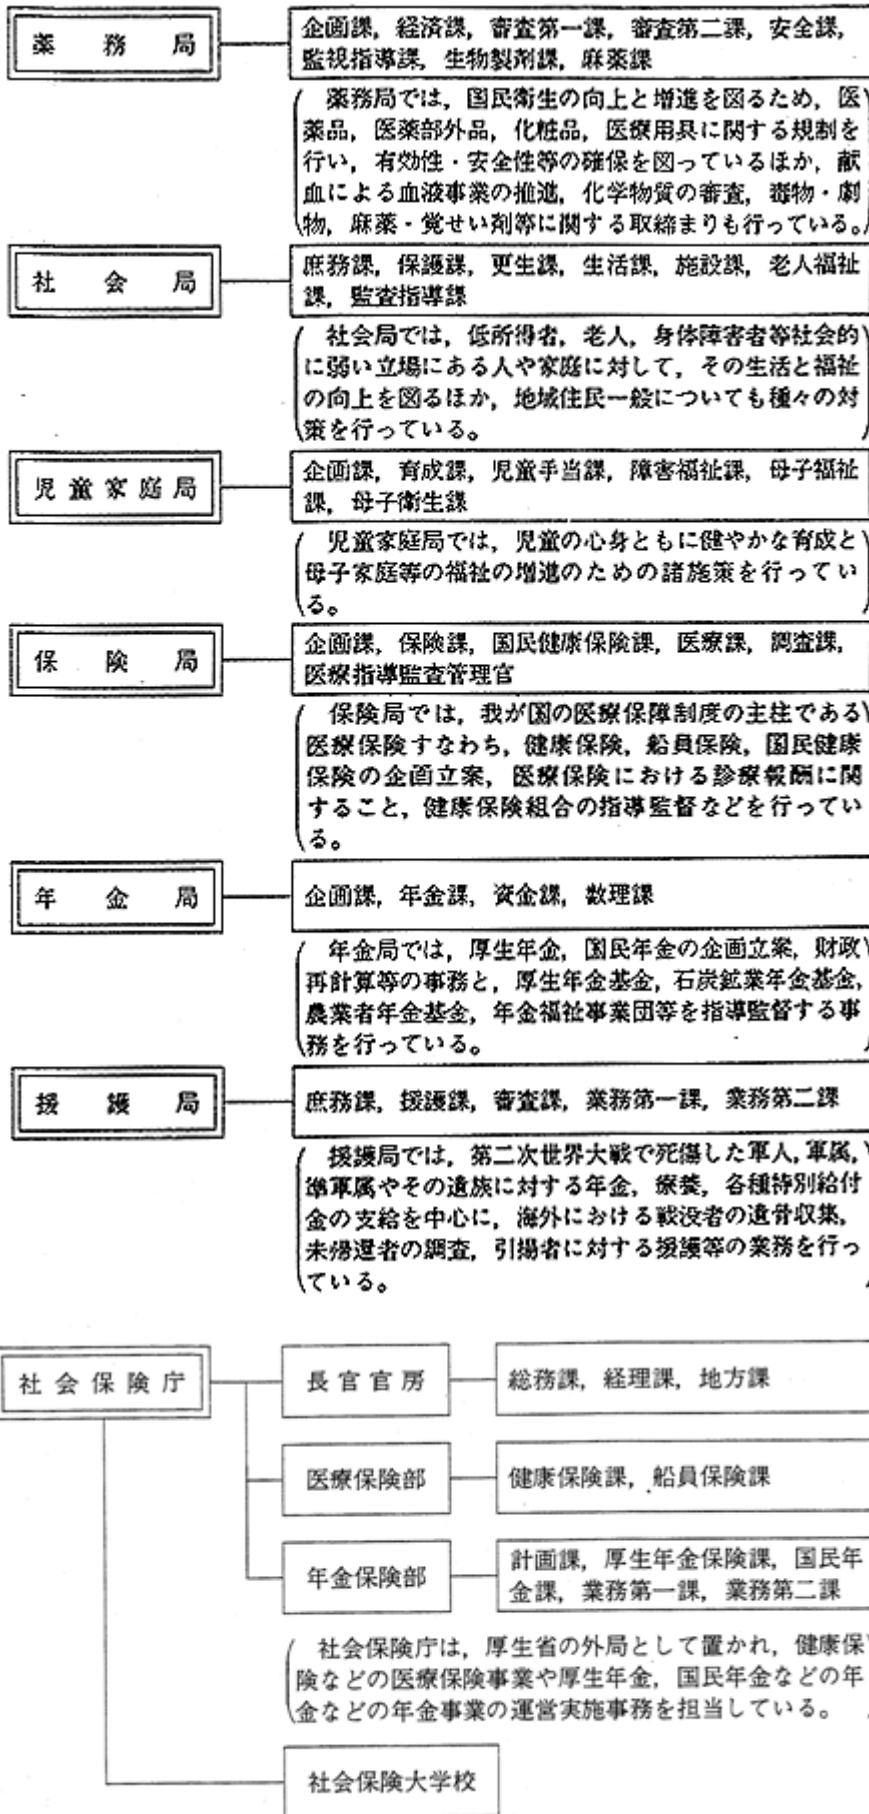 薬務局
企画課，経済課，審査第一課，審査第二課，安全課，
監視指導課，生物製剤課，麻薬課
薬務局では，国民衛生の向上と増進を図るため，医
薬品，医薬部外品，化粧品，医療用具に関する規制を
行い，有効性・安全性等の確保を図っているほか，献
血による血液事業の推進，化学物質の審査，毒物・劇
物，麻薬・覚せい剤等に関する取締まりも行っている。
社会局
庶務課，保護課，更生課，生活課，施設課，老人福祉
課，監査指導課
社会局では，低所得者，老人，身体障害者等社会的
に弱い立場にある人や家庭に対して，その生活と福祉
の向上を図るほか，地域住民一般についても種々の対
策を行っている。
児童家庭局
企画課，育成課，児童手当課，障害福祉課，母子福祉
課，母子衛生課
児童家庭局では，児童の心身ともに健やかな育成と
母子家庭等の福祉の増進のための諸施策を行ってい
る。
保険局
企画課，保険課，国民健康保険課，医療課，調査課，
医療指導監査管理官
保険局では，我が国の医療保障制度の主柱である
医療保険すなわち，健康保険，船員保険，国民健康
保険の企画立案，医療保険における診療報酬に関
すること，健康保険組合の指導監督などを行ってい
る。
年金局
企画課，年金課，資金課，数理課
年金局では，厚生年金，国民年金の企画立案，財政
再計算等の事務と，厚生年金基金，石炭鉱業年金基金，
農業者年金基金，年金福祉事業団等を指導監督する事
務を行っている。
援護局
庶務課，援護課，審査課，業務第一課，業務第二課
援護局では，第二次世界大戦で死傷した軍人，軍属，
準軍属やその遺族に対する年金，療養，各種特別給付
金の支給を中心に，海外における戦没者の遺骨収集，
未帰還者の調査，引揚者に対する援護等の業務を行っ
ている。
社会保険庁
長官官房
総務課，経理課，地方課
医療保険部
健康保険課，船員保険課
年金保険部
計画課，厚生年金保険課，国民年
金課，業務第一課，業務第二課
社会保険庁は，厚生省の外局として置かれ，健康保
険などの医療保険事業や厚生年金，国民年金などの年
金などの年金事業の運営実施事務を担当している。
社会保険大学校